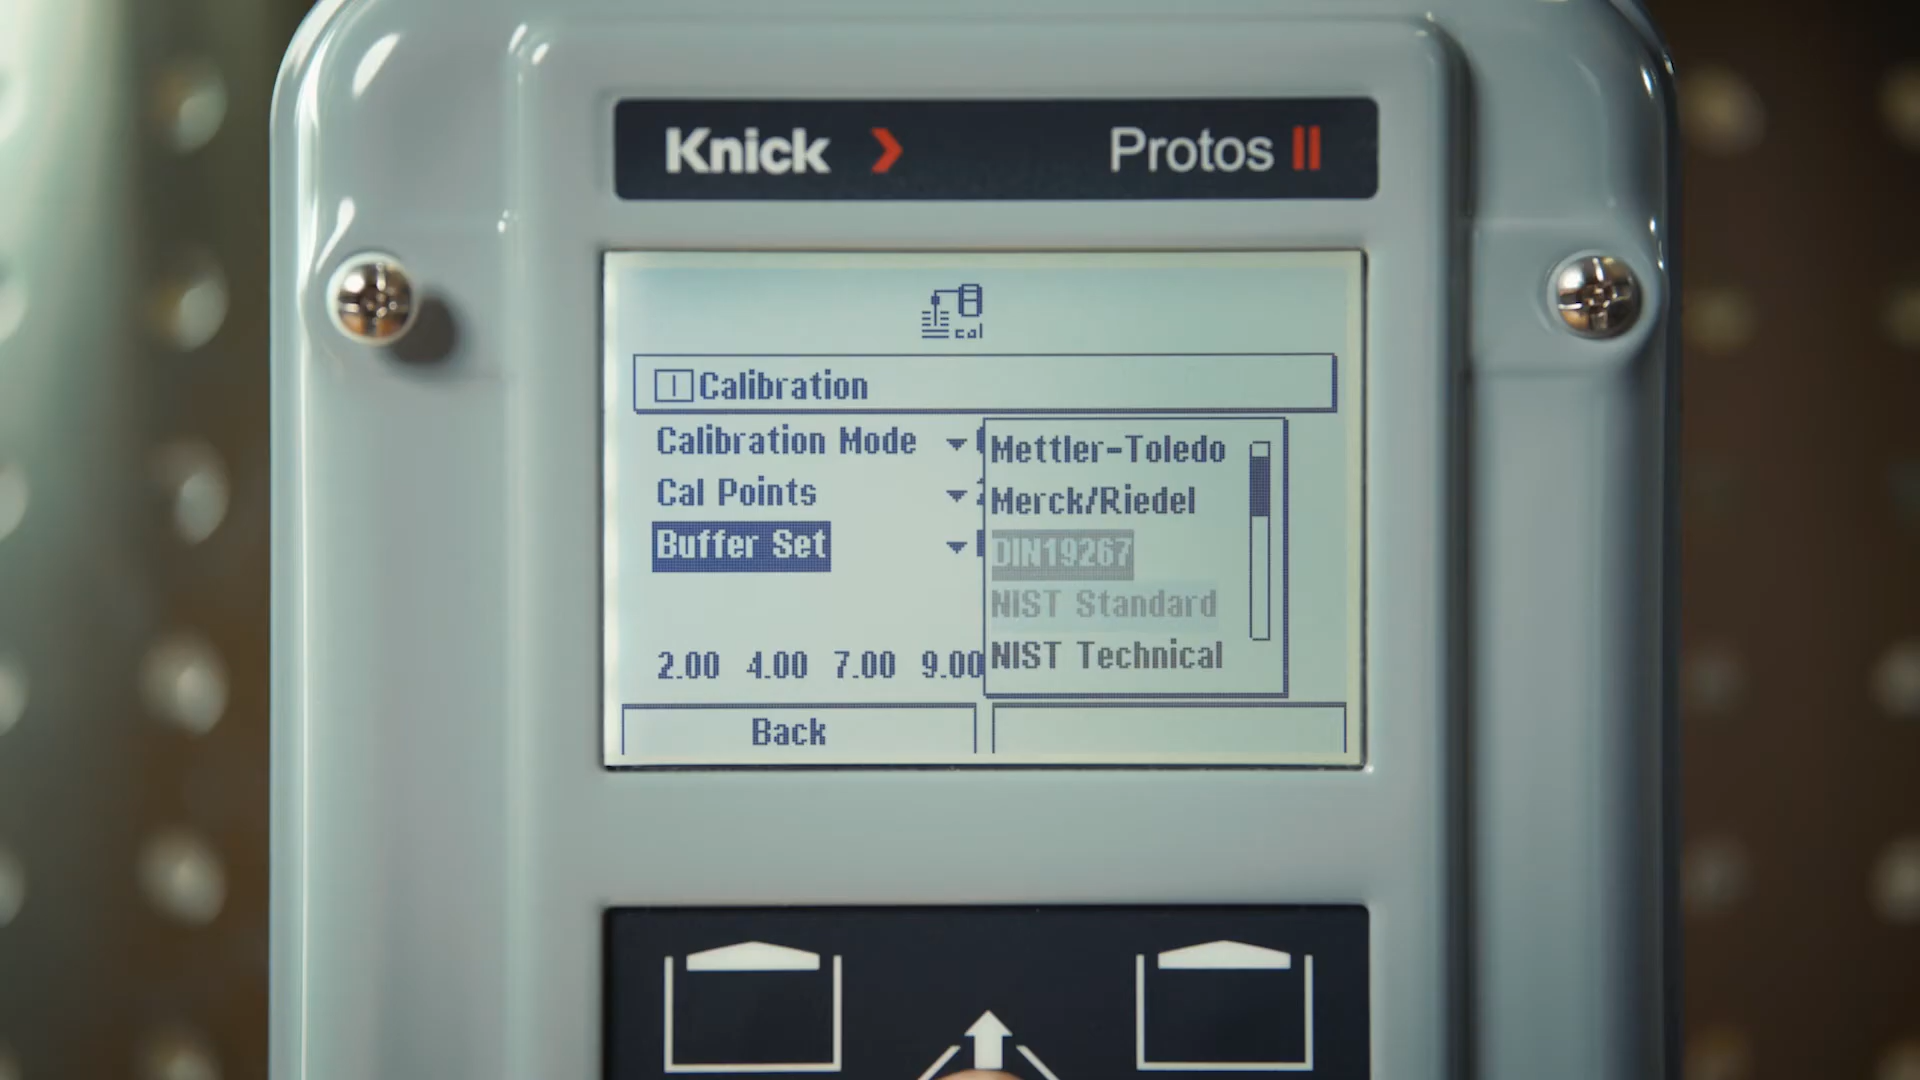 Knick Protos II
cal
I Calibration
Calibration Mode
Cal Points
Buffer Set
Mettler-Toledo
Merck/Riedel
DIN19267
NIST Standard
NIST Technical
2.00 4.00 7.00 9.00
Back